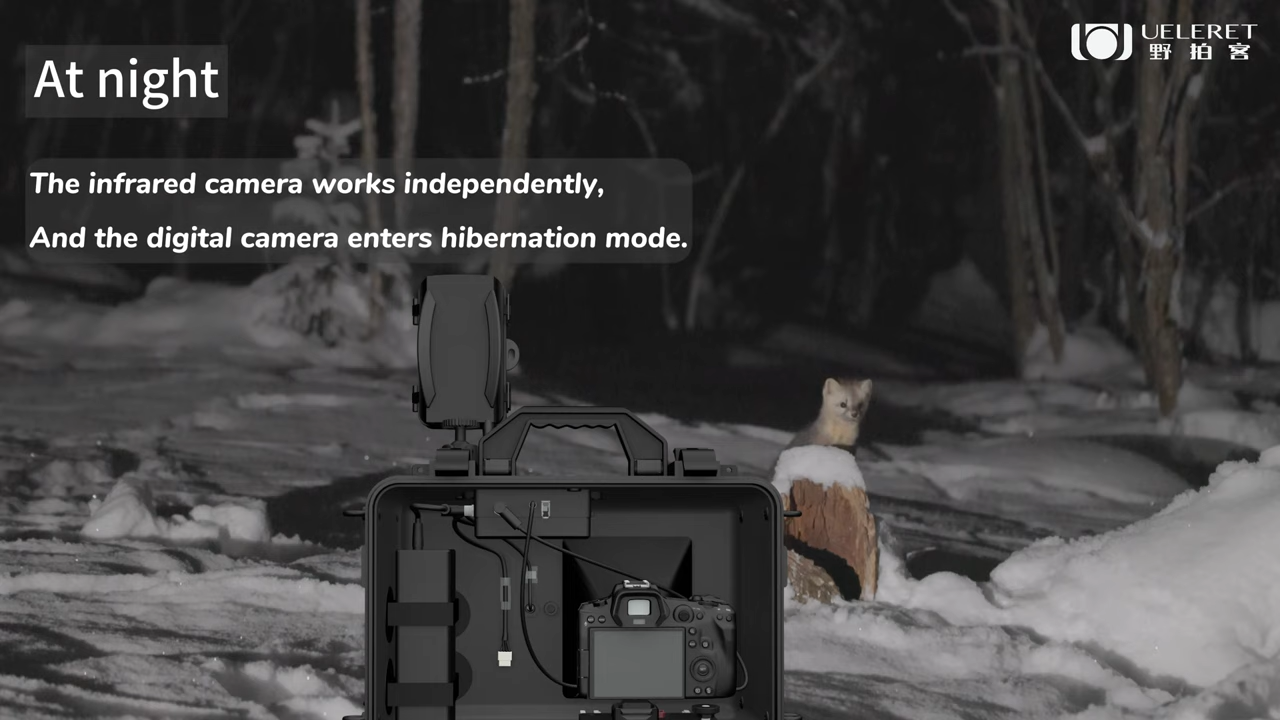 UELERET
野拍客
At night
The infrared camera works independently,
And the digital camera enters hibernation mode.